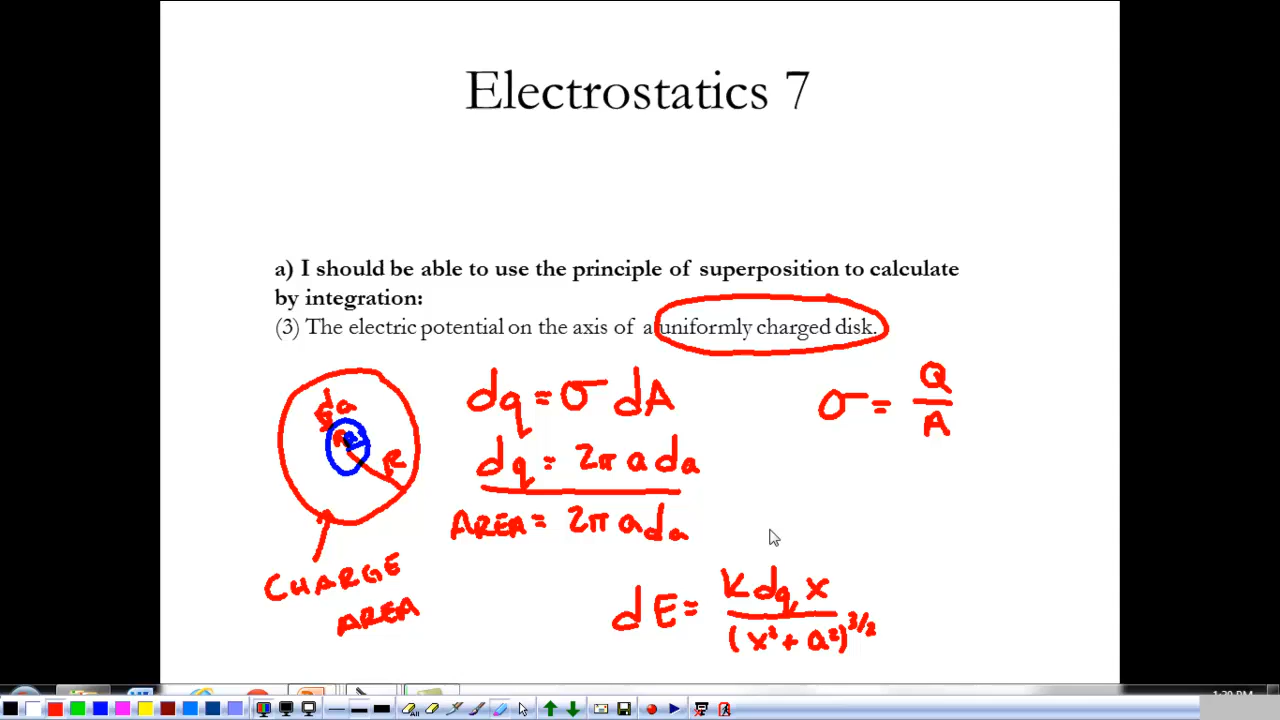 Electrostatics 7
a) I should be able to use the principle of superposition to calculate
by integration:
(3) The electric potential on the axis of a uniformly charged disk.
da
R
CHARGE
AREA
dq = σ dA
dq = 2π a da
AREA = 2π a da
σ = Q/A
dE = K dq x / (x² + a²)^3/2